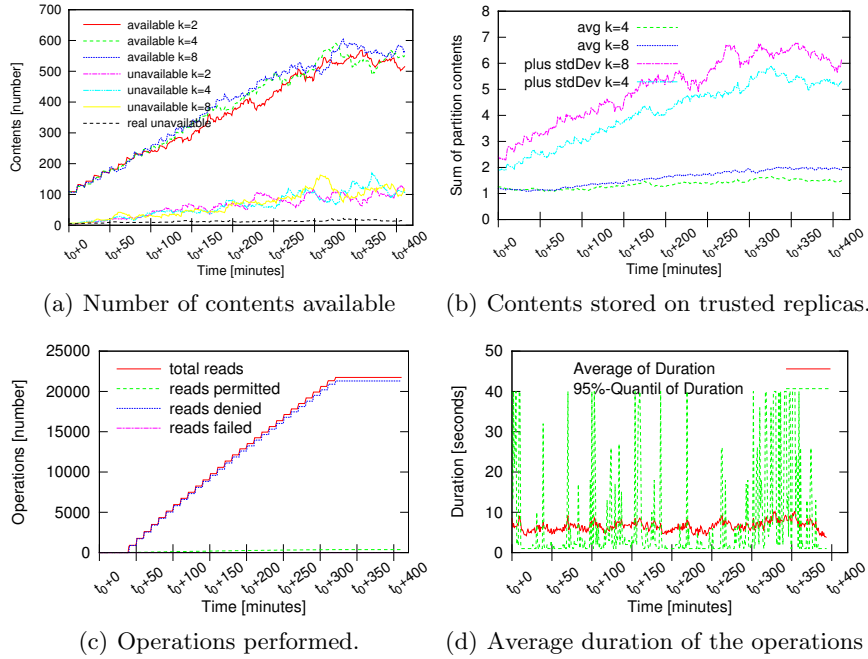 700
600
500
400
300
200
100
0
Contents [number]
available k=2
available k=4
available k=8
unavailable k=2
unavailable k=4
unavailable k=8
real unavailable
t0+0
t0+50
t0+100
t0+150
t0+200
t0+250
t0+300
t0+350
t0+400
Time [minutes]
(a) Number of contents available
8
7
6
5
4
3
2
1
0
Sum of partition contents
avg k=4
avg k=8
plus stdDev k=8
plus stdDev k=4
t0+0
t0+50
t0+100
t0+150
t0+200
t0+250
t0+300
t0+350
t0+400
Time [minutes]
(b) Contents stored on trusted replicas.
25000
20000
15000
10000
5000
0
Operations [number]
total reads
reads permitted
reads denied
reads failed
t0+0
t0+50
t0+100
t0+150
t0+200
t0+250
t0+300
t0+350
t0+400
Time [minutes]
(c) Operations performed.
50
40
30
20
10
0
Duration [seconds]
Average of Duration
95%-Quantil of Duration
t0+0
t0+50
t0+100
t0+150
t0+200
t0+250
t0+300
t0+350
t0+400
Time [minutes]
(d) Average duration of the operations